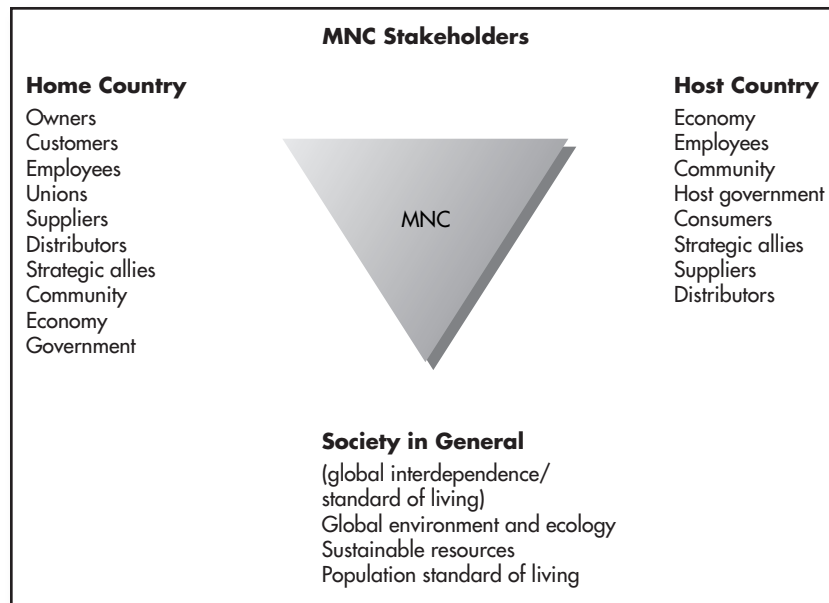 MNC Stakeholders
Home Country
Owners
Customers
Employees
Unions
Suppliers
Distributors
Strategic allies
Community
Economy
Government
MNC
Host Country
Economy
Employees
Community
Host government
Consumers
Strategic allies
Suppliers
Distributors
Society in General
(global interdependence/
standard of living)
Global environment and ecology
Sustainable resources
Population standard of living